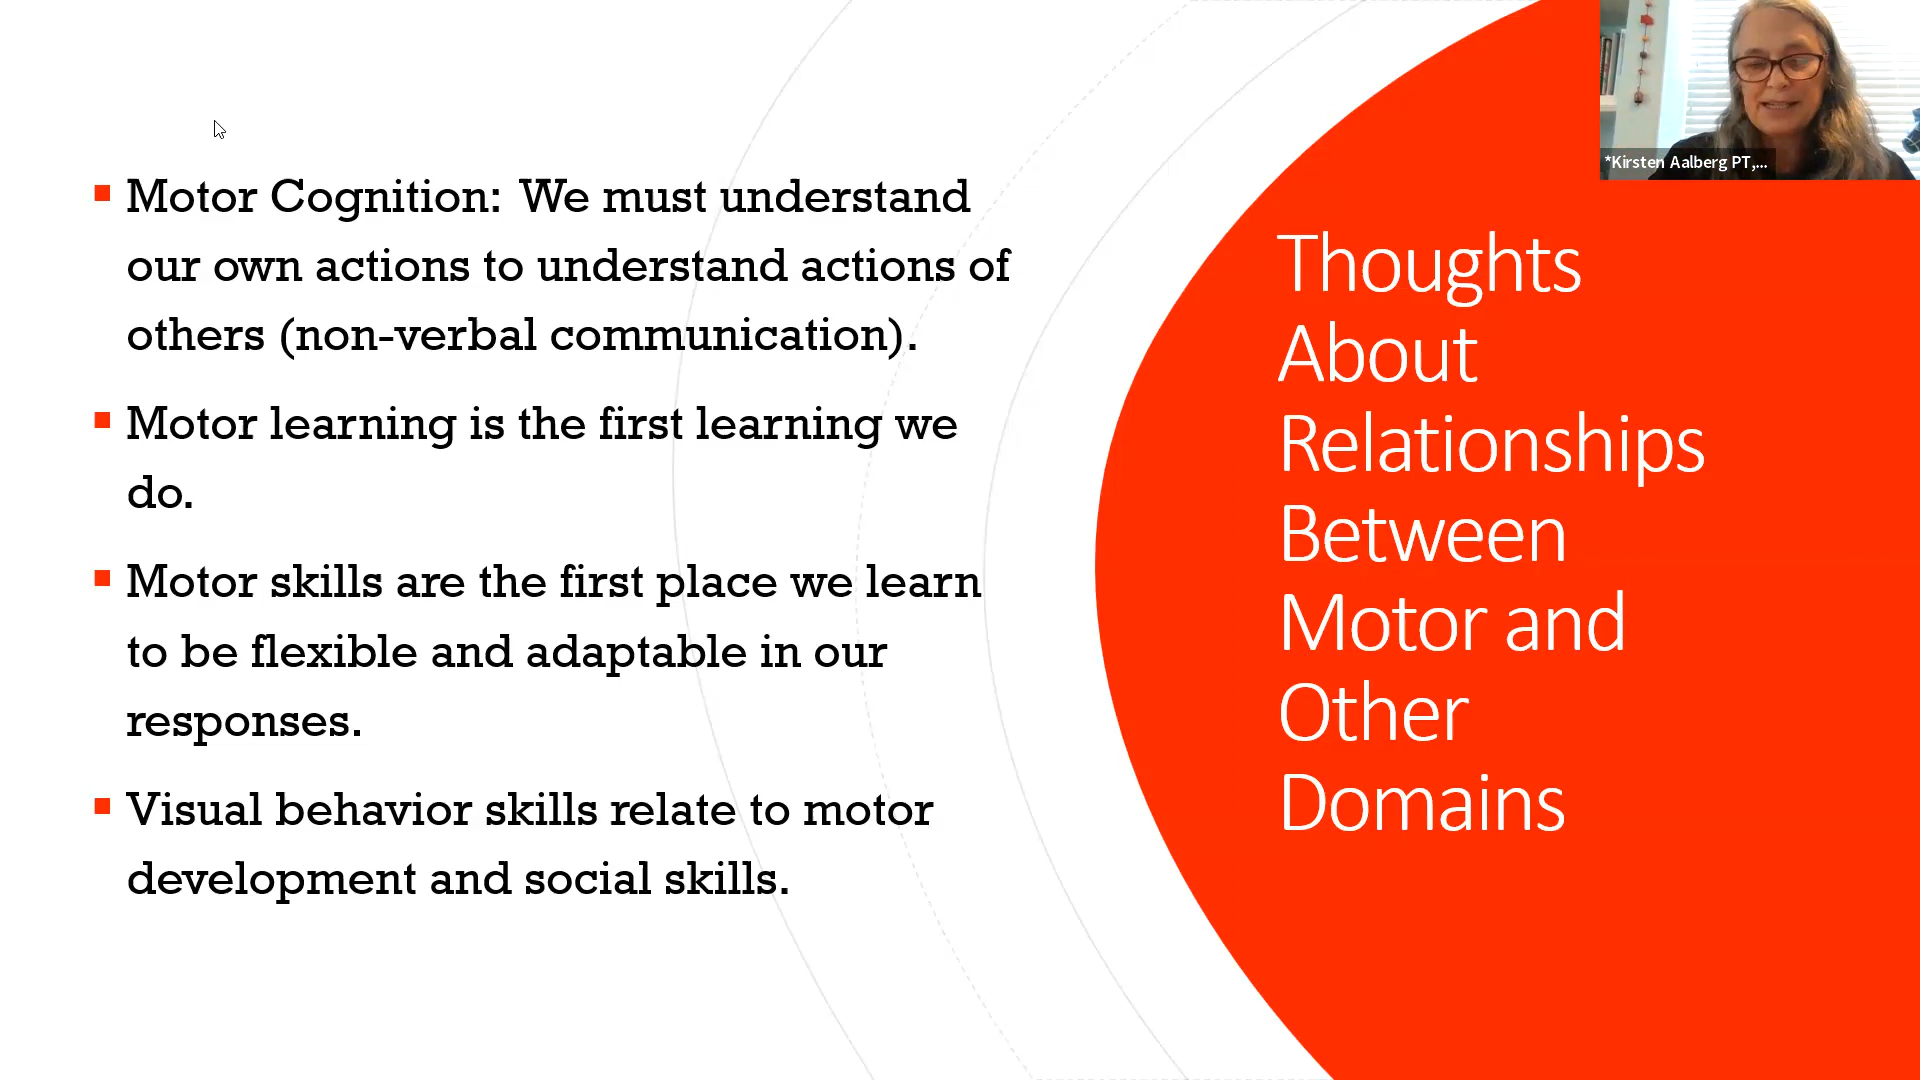 Motor Cognition: We must understand
our own actions to understand actions of
others (non-verbal communication).
Motor learning is the first learning we
do.
Motor skills are the first place we learn
to be flexible and adaptable in our
responses.
Visual behavior skills relate to motor
development and social skills.
Thoughts
About
Relationships
Between
Motor and
Other
Domains
*Kirsten Aalberg PT,...